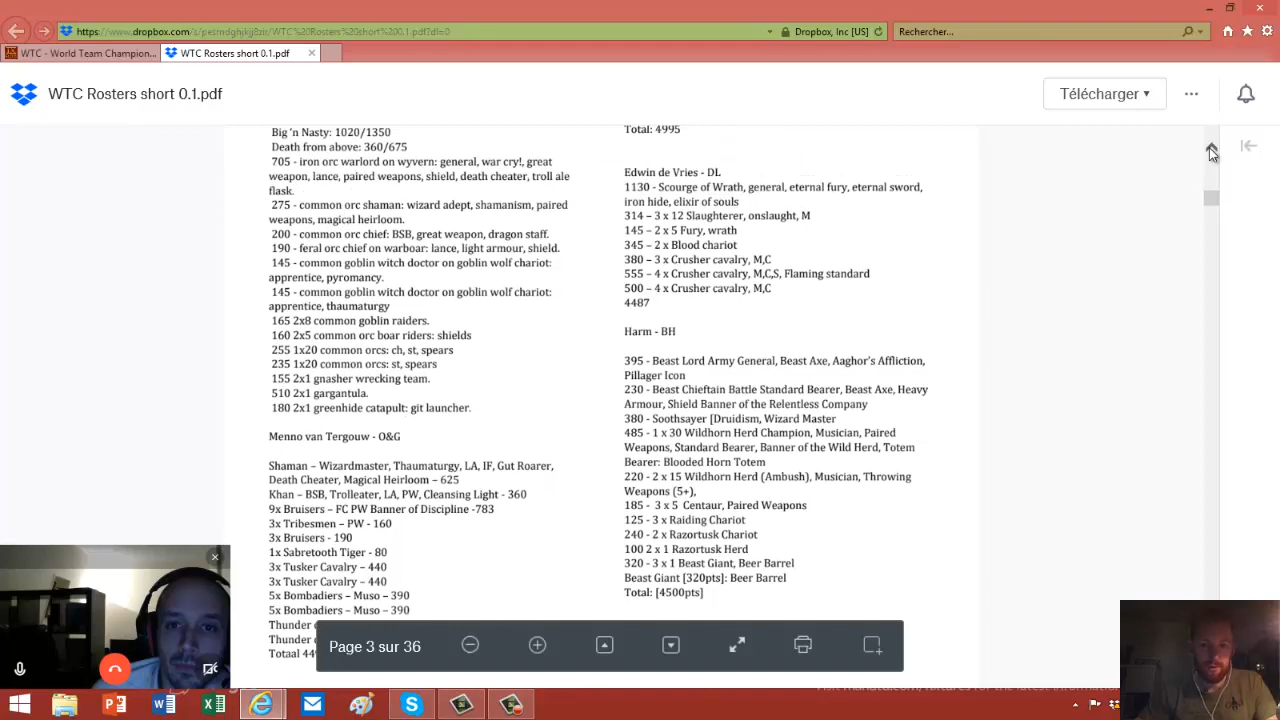 https://www.dropbox.com/s/
WTC%20Rosters%20short%200.1.pdf?dl=0
Dropbox, Inc [US]
Rechercher...
WTC - World Team Champion...
WTC Rosters short 0.1.pdf
WTC Rosters short 0.1.pdf
Télécharger
Big 'n Nasty: 1020/1350
Death from above: 360/675
705 - iron orc warlord on wyvern: general, war cry!, great
weapon, lance, paired weapons, shield, death cheater, troll ale
flask.
275 - common orc shaman: wizard adept, shamanism, paired
weapons, magical heirloom.
200 - common orc chief: BSB, great weapon, dragon staff.
190 - feral orc chief on warboar: lance, light armour, shield.
145 - common goblin witch doctor on goblin wolf chariot:
apprentice, pyromancy.
145 - common goblin witch doctor on goblin wolf chariot:
apprentice, thaumaturgy
165 2x8 common goblin raiders.
160 2x5 common orc boar riders: shields
255 1x20 common orcs: ch, st, spears
235 1x20 common orcs: st, spears
155 2x1 gnasher wrecking team.
510 2x1 gargantula.
180 2x1 greenhide catapult: git launcher.
Menno van Tergouw - O&G
Shaman – Wizardmaster, Thaumaturgy, LA, IF, Gut Roarer,
Death Cheater, Magical Heirloom – 625
Khan – BSB, Trolleater, LA, PW, Cleansing Light - 360
9x Bruisers – FC PW Banner of Discipline -783
3x Tribesmen – PW - 160
3x Bruisers - 190
1x Sabretooth Tiger - 80
3x Tusker Cavalry – 440
3x Tusker Cavalry – 440
5x Bombadiers – Muso – 390
5x Bombadiers – Muso – 390
Thunder
Thunder
Totaal
Total: 4995
Edwin de Vries - DL
1130 - Scourge of Wrath, general, eternal fury, eternal sword,
iron hide, elixir of souls
314 – 3 x 12 Slaughterer, onslaught, M
145 – 2 x 5 Fury, wrath
345 – 2 x Blood chariot
380 – 3 x Crusher cavalry, M,C
555 – 4 x Crusher cavalry, M,C,S, Flaming standard
500 – 4 x Crusher cavalry, M,C
4487
Harm - BH
395 - Beast Lord Army General, Beast Axe, Aaghor's Affliction,
Pillager Icon
230 - Beast Chieftain Battle Standard Bearer, Beast Axe, Heavy
Armour, Shield Banner of the Relentless Company
380 - Soothsayer [Druidism, Wizard Master
485 - 1 x 30 Wildhorn Herd Champion, Musician, Paired
Weapons, Standard Bearer, Banner of the Wild Herd, Totem
Bearer: Blooded Horn Totem
220 - 2 x 15 Wildhorn Herd (Ambush), Musician, Throwing
Weapons (5+),
185 - 3 x 5 Centaur, Paired Weapons
125 - 3 x Raiding Chariot
240 - 2 x Razortusk Chariot
100 2 x 1 Razortusk Herd
320 - 3 x 1 Beast Giant, Beer Barrel
Beast Giant [320pts]: Beer Barrel
Total: [4500pts]
Page 3 sur 36